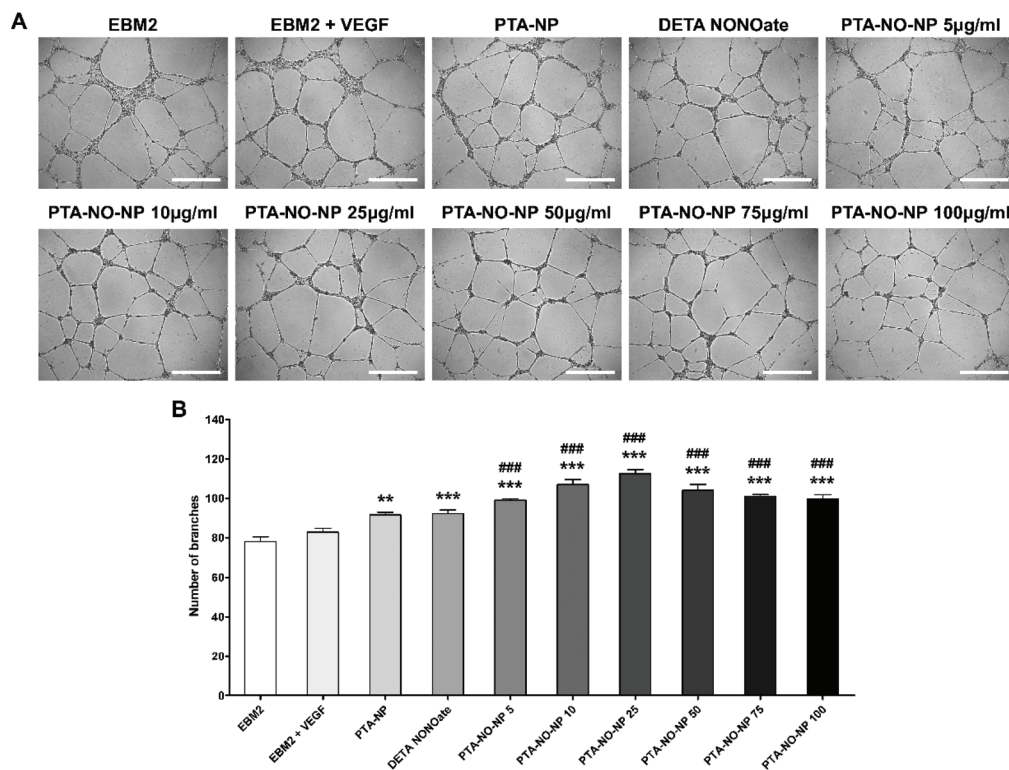 A
EBM2
EBM2 + VEGF
PTA-NP
DETA NONOate
PTA-NO-NP 5µg/ml
PTA-NO-NP 10µg/ml
PTA-NO-NP 25µg/ml
PTA-NO-NP 50µg/ml
PTA-NO-NP 75µg/ml
PTA-NO-NP 100µg/ml
B
Number of branches
140
120
100
80
60
40
20
0
**
***
###
***
###
***
###
***
###
***
###
***
###
***
EBM2
EBM2 + VEGF
PTA-NP
DETA NONOate
PTA-NO-NP 5
PTA-NO-NP 10
PTA-NO-NP 25
PTA-NO-NP 50
PTA-NO-NP 75
PTA-NO-NP 100